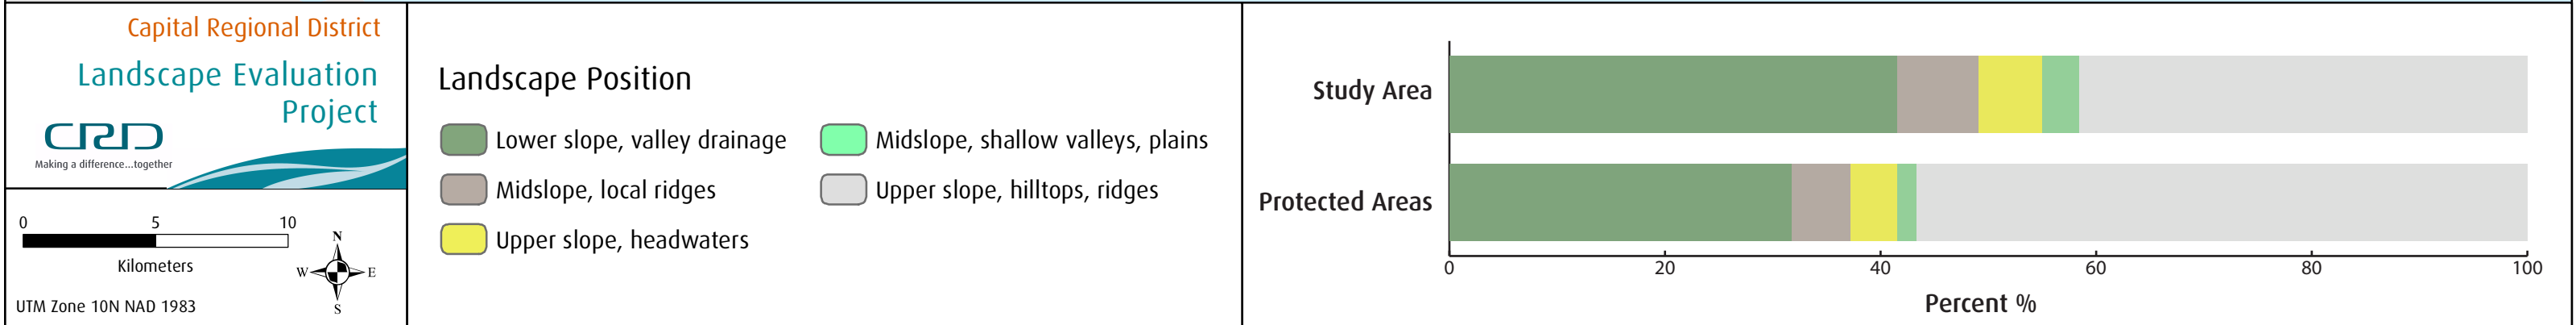 Capital Regional District
Landscape Evaluation
Project
CRD
Making a difference...together
0 5 10
Kilometers
N
W E
S
UTM Zone 10N NAD 1983
Landscape Position
Lower slope, valley drainage
Midslope, local ridges
Upper slope, headwaters
Midslope, shallow valleys, plains
Upper slope, hilltops, ridges
Study Area
Protected Areas
0 20 40 60 80 100
Percent %